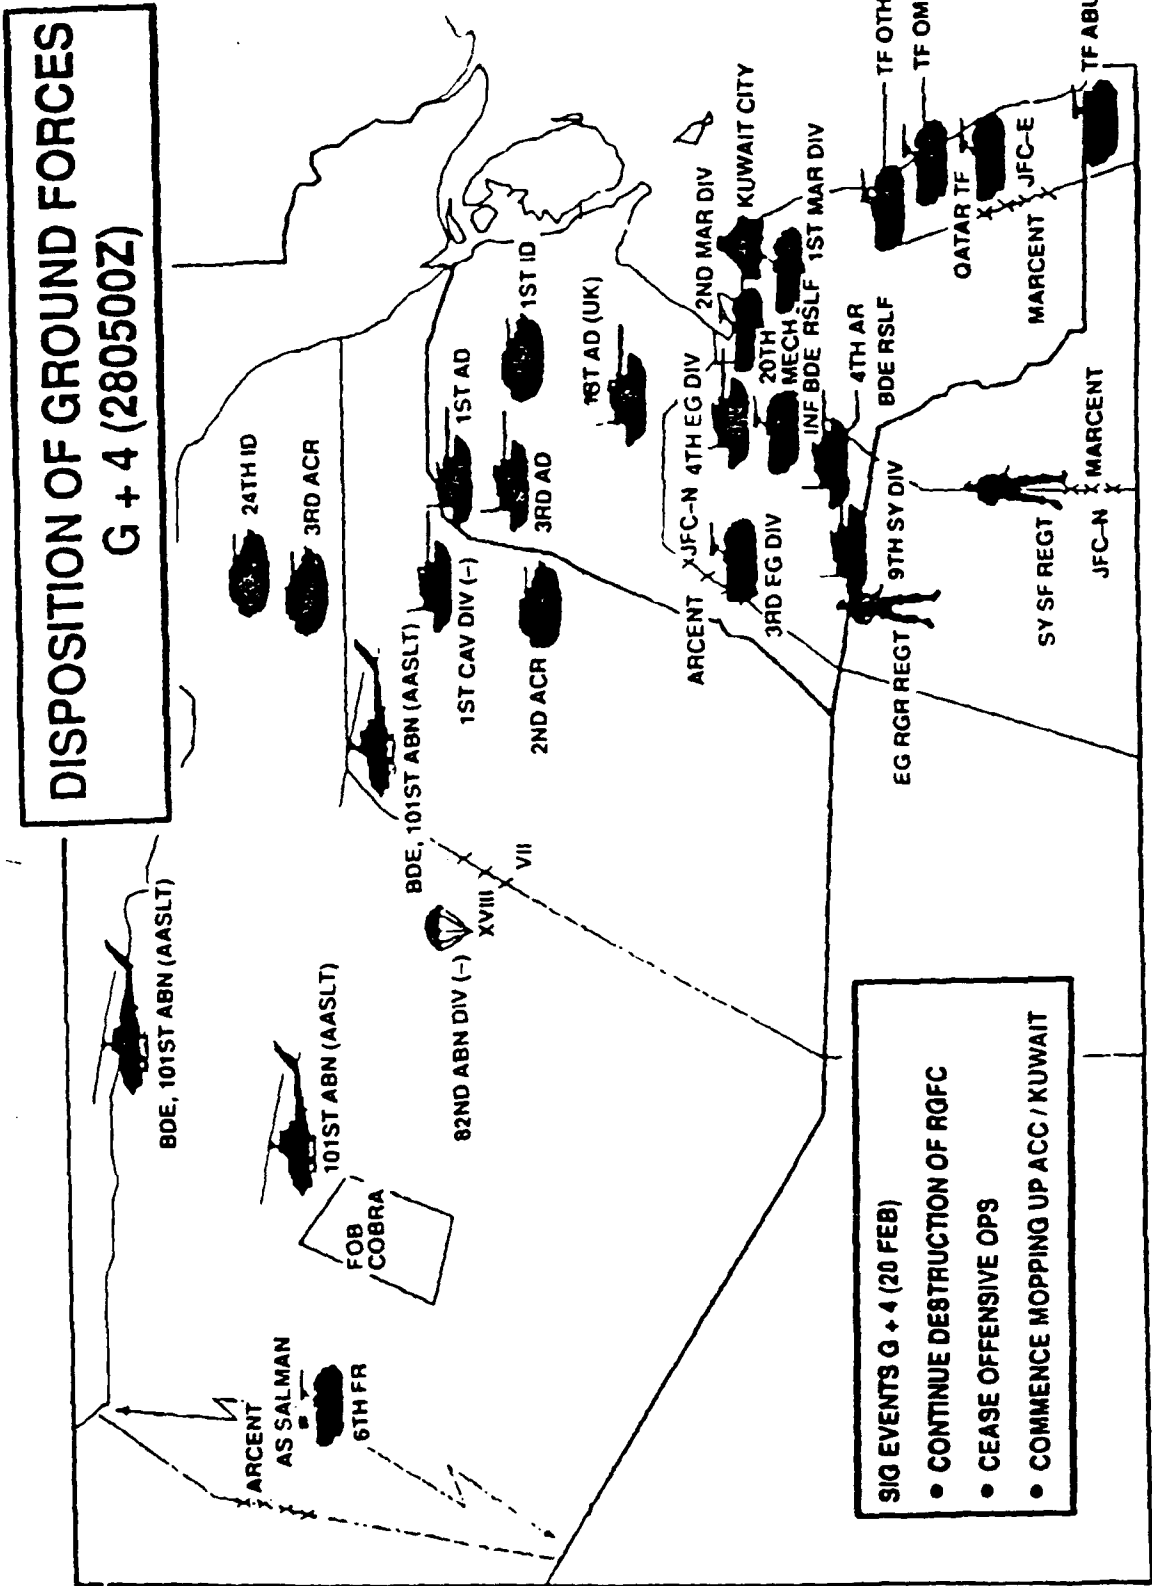 DISPOSITION OF GROUND FORCES
G + 4 (280500Z)
BDE, 101ST ABN (AASLT)
24TH ID
3RD ACR
101ST ABN (AASLT)
FOB
COBRA
ARCENT
AS SALMAN
6TH FR
BDE, 101ST ABN (AASLT)
82ND ABN DIV (-)
XVIII
VII
1ST CAV DIV (-)
1ST AD
2ND ACR
3RD AD
1ST ID
1ST AD (UK)
ARCENT
JFC-N
4TH EG DIV
2ND MAR DIV
KUWAIT CITY
3RD EG DIV
20TH
MECH
INF BDE RSLF
1ST MAR DIV
4TH AR
BDE RSLF
9TH SY DIV
EG RGR REGT
TF OTH
TF OM
QATAR TF
JFC-E
MARCENT
TF ABU
SY SF REGT
MARCENT
JFC-N
SIG EVENTS G + 4 (20 FEB)
● CONTINUE DESTRUCTION OF RGFC
● CEASE OFFENSIVE OPS
● COMMENCE MOPPING UP ACC / KUWAIT